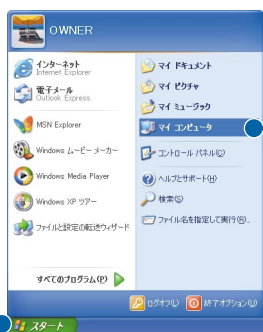 OWNER
インターネット
Internet Explorer
電子メール
Outlook Express
MSN Explorer
Windows ムービー メーカー
Windows Media Player
Windows XP ツアー
ファイルと設定の転送ウィザード
すべてのプログラム(P)
マイ ドキュメント
マイ ピクチャ
マイ ミュージック
マイ コンピュータ
コントロール パネル(C)
ヘルプとサポート(H)
検索(S)
ファイル名を指定して実行(R)...
ログオフ(L)
終了オプション(U)
スタート